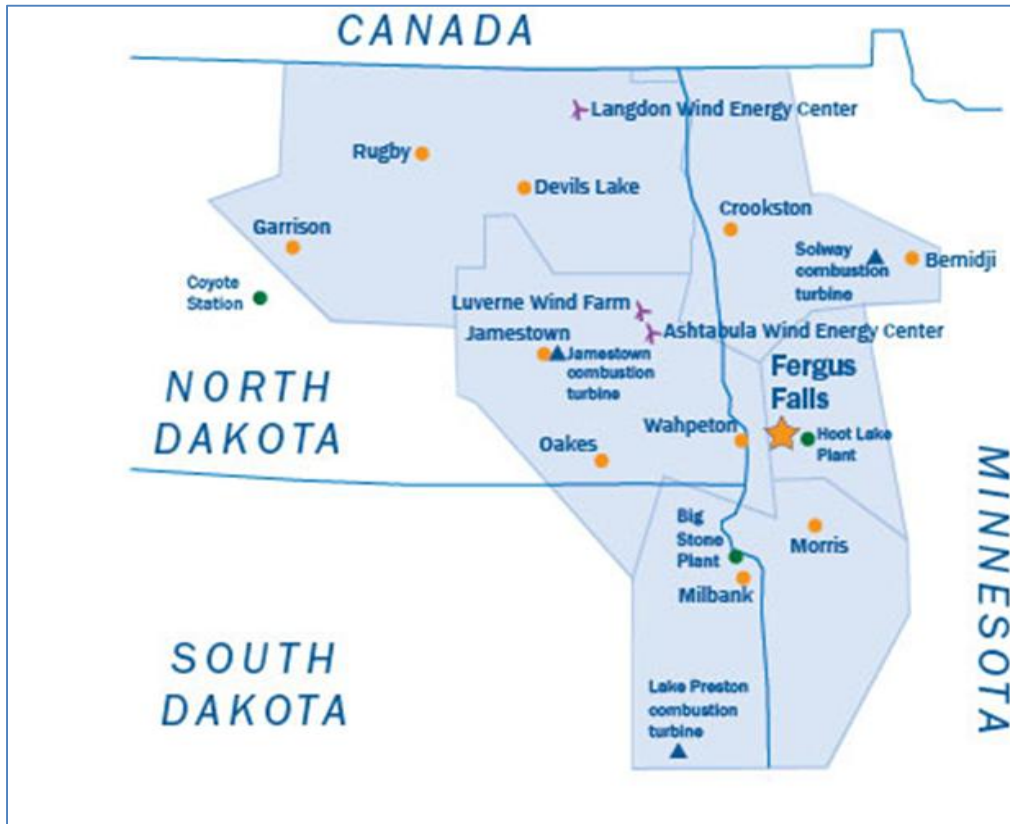 CANADA
Langdon Wind Energy Center
Rugby
Devils Lake
Crookston
Garrison
Solway
combustion
turbine
Bemidji
Coyote
Station
Luverne Wind Farm
Ashtabula Wind Energy Center
Jamestown
Jamestown
combustion
turbine
Fergus
Falls
NORTH
DAKOTA
Wahpeton
Hoot Lake
Plant
Oakes
MINNESOTA
Big
Stone
Plant
Morris
Milbank
SOUTH
DAKOTA
Lake Preston
combustion
turbine